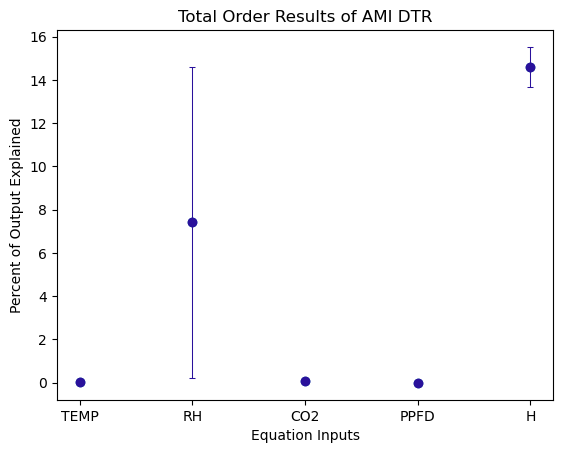 Total Order Results of AMI DTR
Percent of Output Explained
16
14
12
10
8
6
4
2
0
TEMP RH CO2 PPFD H
Equation Inputs